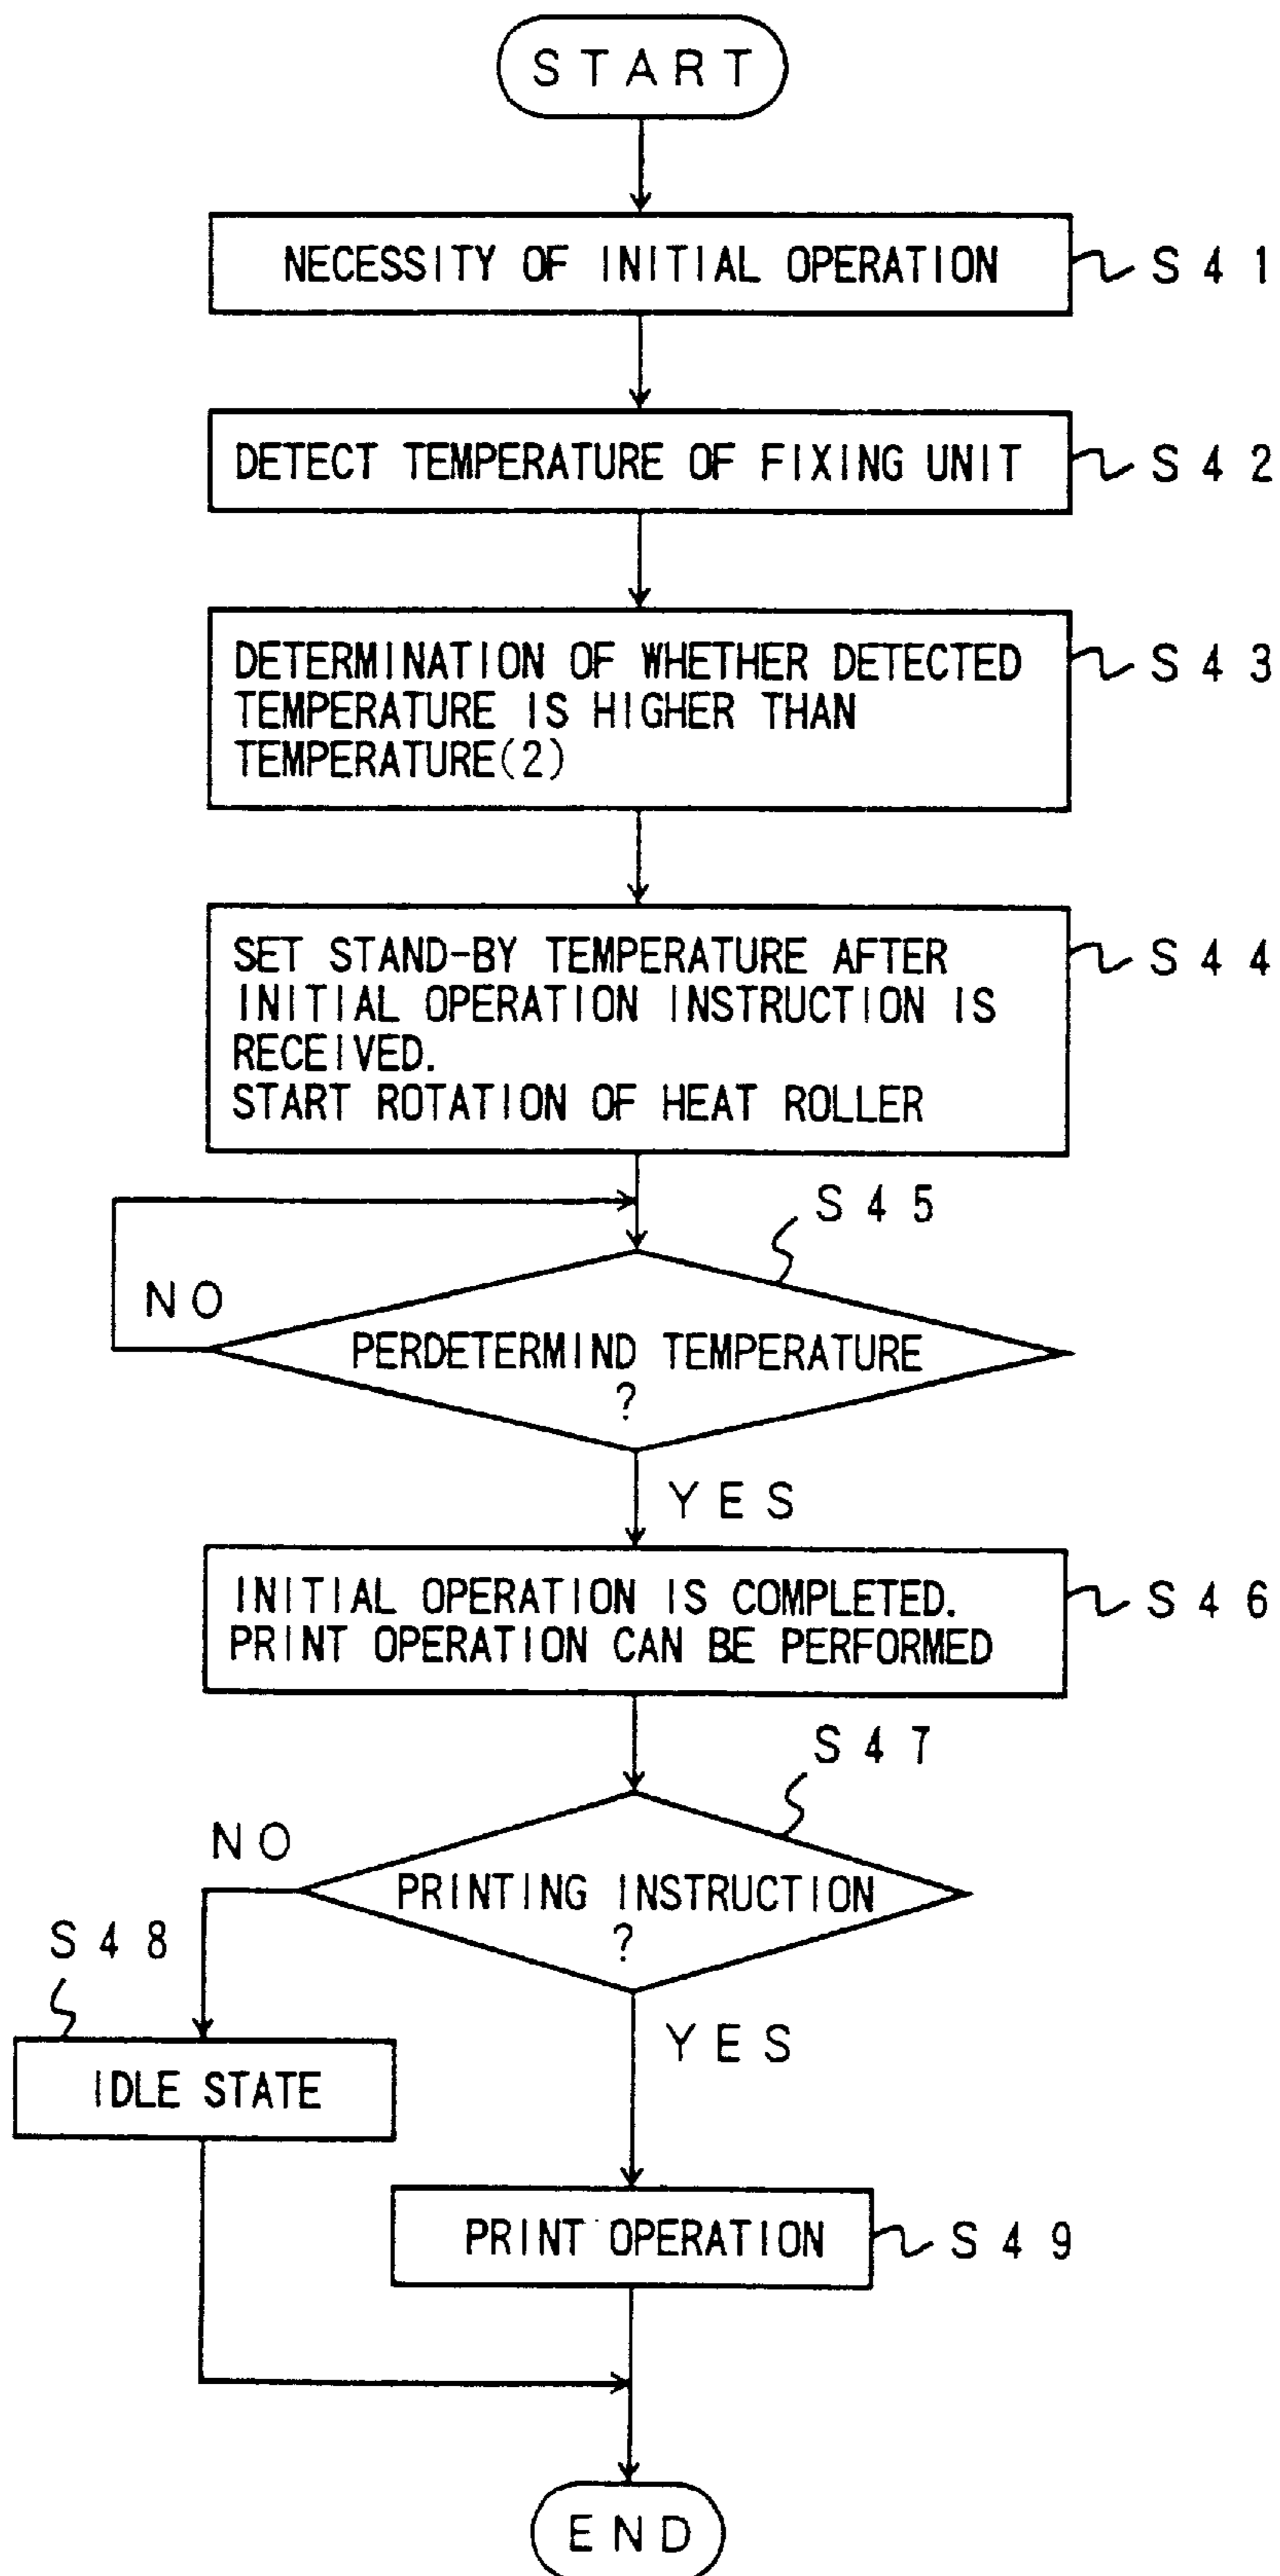 START
NECESSITY OF INITIAL OPERATION
S41
DETECT TEMPERATURE OF FIXING UNIT
S42
DETERMINATION OF WHETHER DETECTED
TEMPERATURE IS HIGHER THAN
TEMPERATURE(2)
S43
SET STAND-BY TEMPERATURE AFTER
INITIAL OPERATION INSTRUCTION IS
RECEIVED.
START ROTATION OF HEAT ROLLER
S44
S45
NO
PERDETERMIND TEMPERATURE
?
YES
INITIAL OPERATION IS COMPLETED.
PRINT OPERATION CAN BE PERFORMED
S46
S47
NO
PRINTING INSTRUCTION
?
S48
YES
IDLE STATE
PRINT OPERATION
S49
END